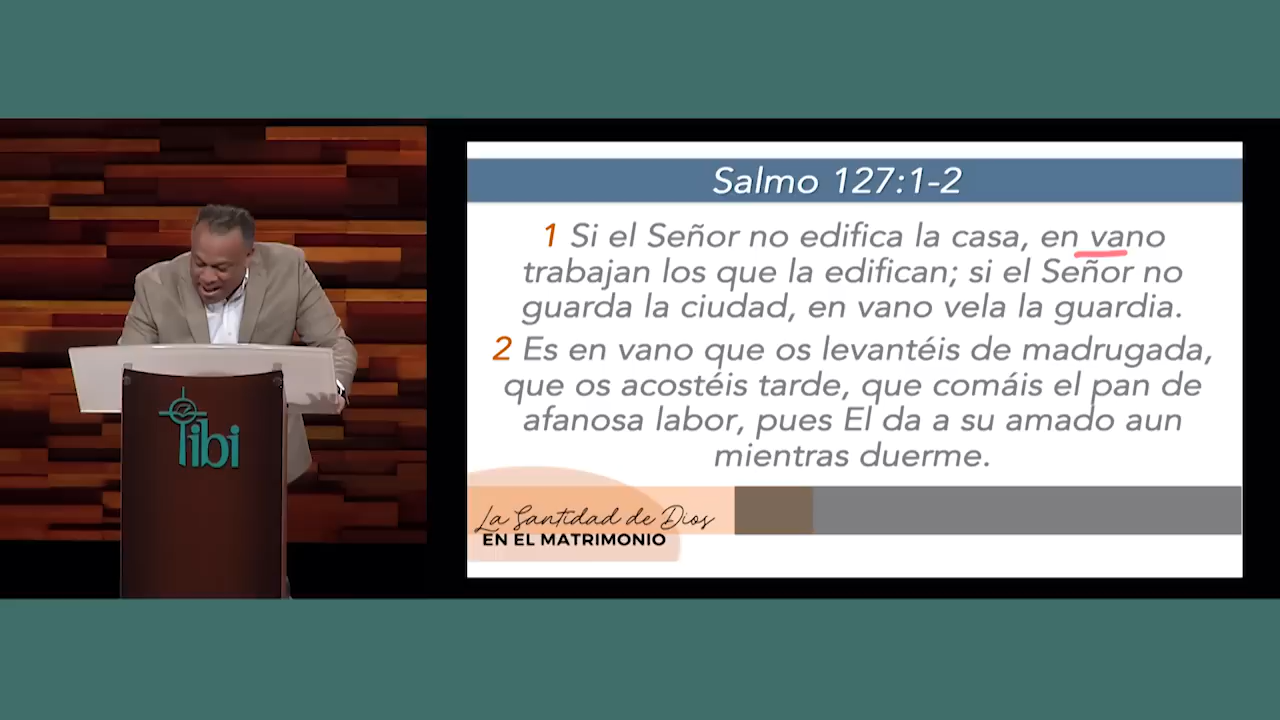 Salmo 127:1-2
1 Si el Señor no edifica la casa, en vano
trabajan los que la edifican; si el Señor no
guarda la ciudad, en vano vela la guardia.
2 Es en vano que os levantéis de madrugada,
que os acostéis tarde, que comáis el pan de
afanosa labor, pues El da a su amado aun
mientras duerme.
La Santidad de Dios
EN EL MATRIMONIO
ibi